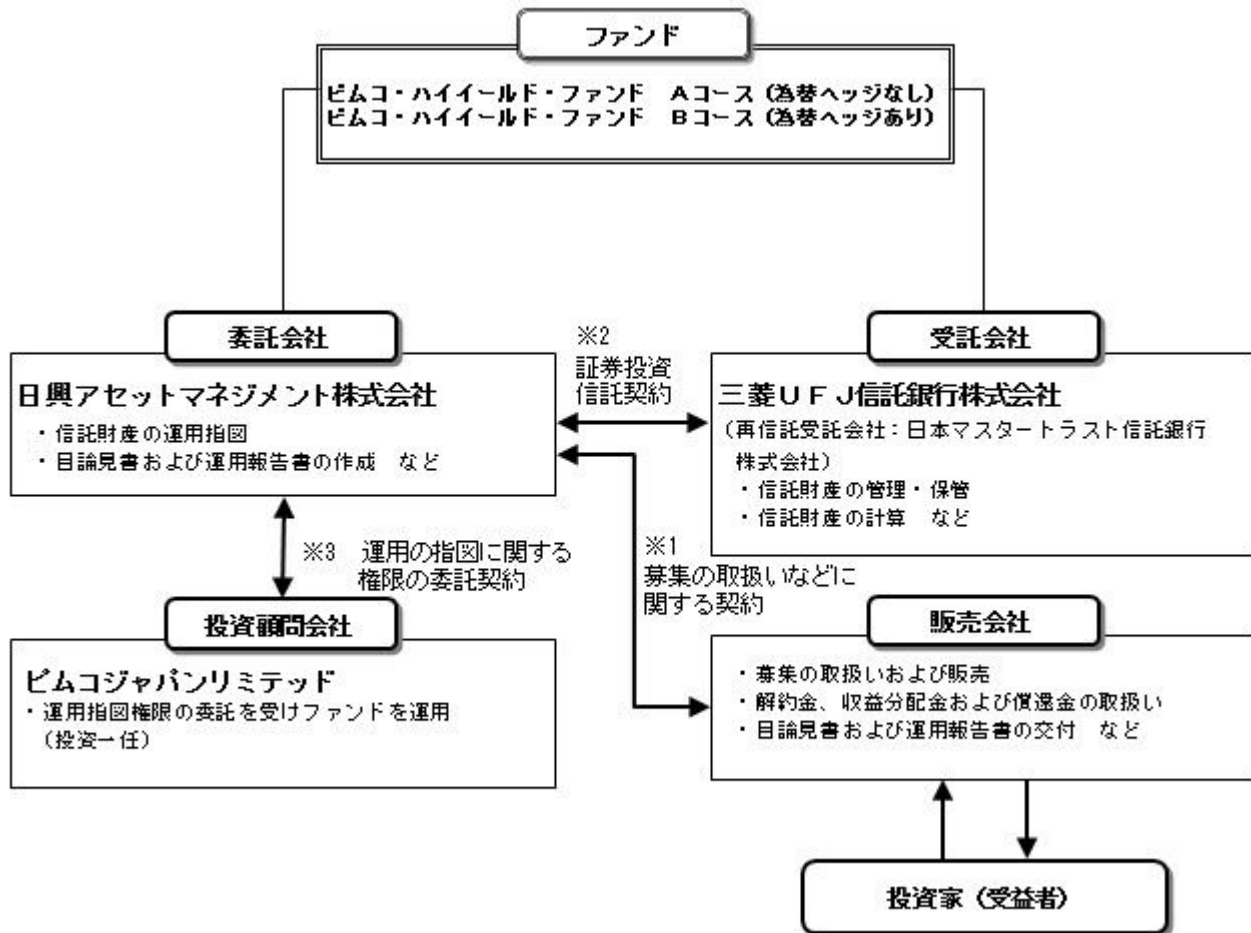 ファンド
ピムコ・ハイイールド・ファンド　Aコース（為替ヘッジなし）
ピムコ・ハイイールド・ファンド　Bコース（為替ヘッジあり）
委託会社
日興アセットマネジメント株式会社
・信託財産の運用指図
・目論見書および運用報告書の作成　など
※2
証券投資
信託契約
受託会社
三菱ＵＦＪ信託銀行株式会社
（再信託受託会社：日本マスタートラスト信託銀行
株式会社）
・信託財産の管理・保管
・信託財産の計算　など
※3　運用の指図に関する
権限の委託契約
※1
募集の取扱いなどに
関する契約
投資顧問会社
ピムコジャパンリミテッド
・運用指図権限の委託を受けファンドを運用
（投資一任）
販売会社
・募集の取扱いおよび販売
・解約金、収益分配金および償還金の取扱い
・目論見書および運用報告書の交付　など
投資家（受益者）